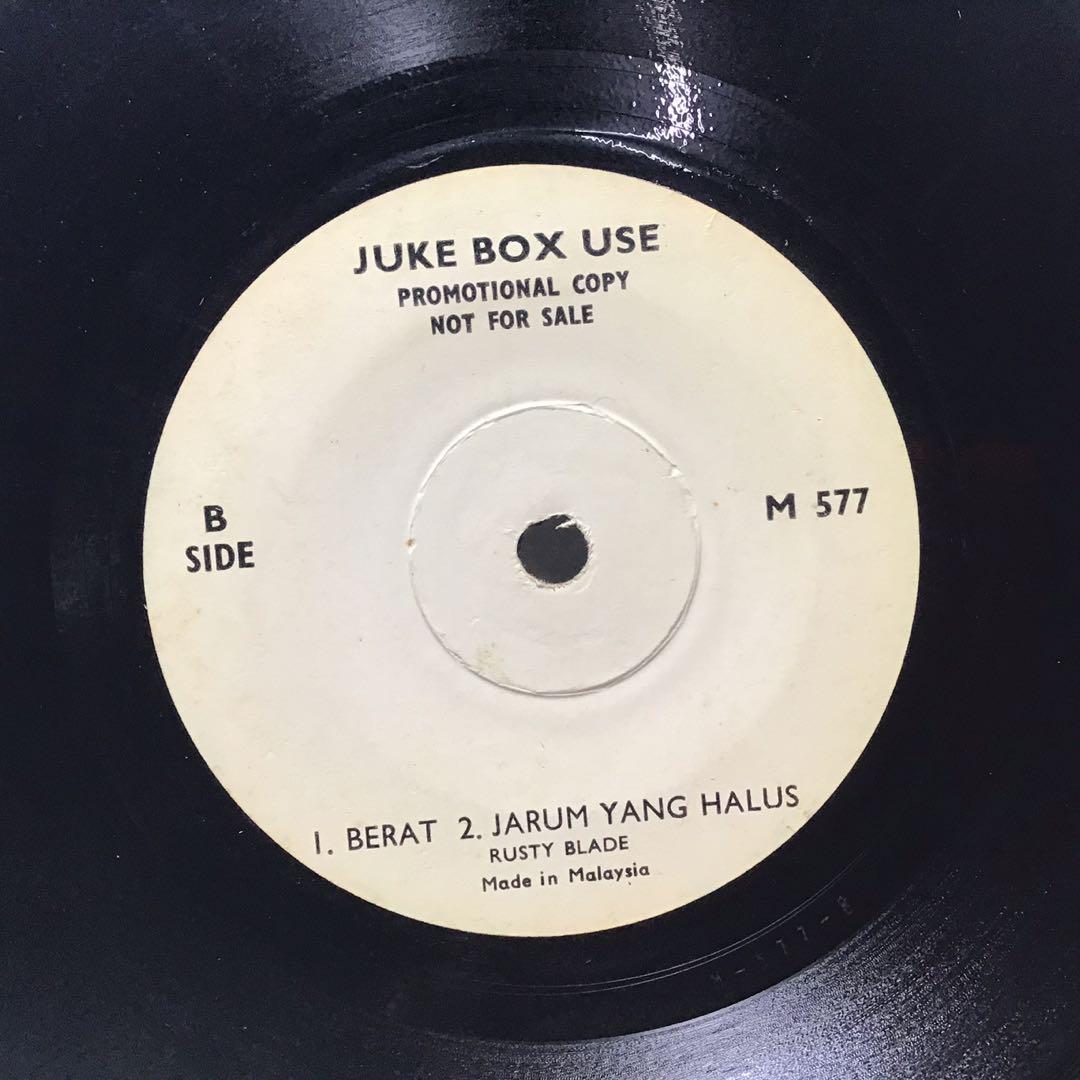 JUKE BOX USE
PROMOTIONAL COPY
NOT FOR SALE
B
SIDE
M 577
1. BERAT 2. JARUM YANG HALUS
RUSTY BLADE
Made in Malaysia
M-577-B